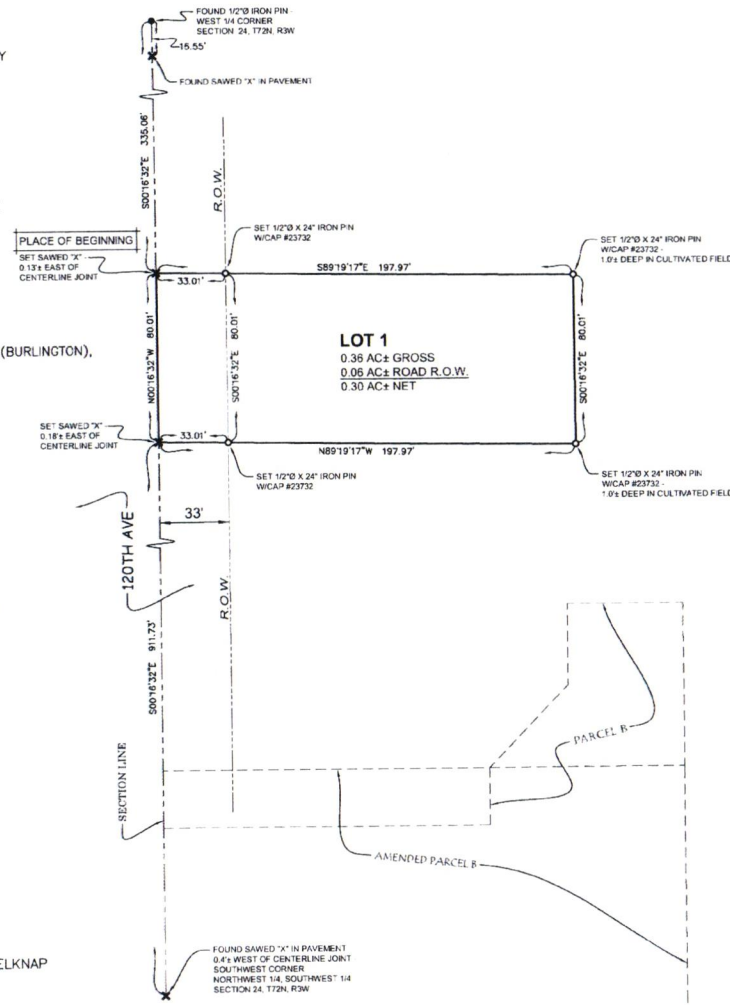 FOUND 1/2"Ø IRON PIN -
WEST 1/4 CORNER
SECTION 24, T72N, R3W
15.55'
Y
FOUND SAWED "X" IN PAVEMENT
S00°16'32"E 335.06'
R.O.W.
PLACE OF BEGINNING
SET SAWED "X" -
0.13'± EAST OF
CENTERLINE JOINT
SET 1/2"Ø X 24" IRON PIN
W/CAP #23732
SET 1/2"Ø X 24" IRON PIN
W/CAP #23732 -
1.0'± DEEP IN CULTIVATED FIELD
S89°19'17"E 197.97'
33.01'
N00°16'32"W 80.01'
S00°16'32"E 80.01'
S00°16'32"E 80.01'
LOT 1
0.36 AC± GROSS
0.06 AC± ROAD R.O.W.
0.30 AC± NET
(BURLINGTON),
SET SAWED "X" -
0.18'± EAST OF
CENTERLINE JOINT
33.01'
N89°19'17"W 197.97'
SET 1/2"Ø X 24" IRON PIN
W/CAP #23732
SET 1/2"Ø X 24" IRON PIN
W/CAP #23732 -
1.0'± DEEP IN CULTIVATED FIELD
33'
120TH AVE
R.O.W.
S00°16'32"E 911.73'
PARCEL B
SECTION LINE
AMENDED PARCEL B
ELKNAP
FOUND SAWED "X" IN PAVEMENT
0.4'± WEST OF CENTERLINE JOINT
SOUTHWEST CORNER
NORTHWEST 1/4, SOUTHWEST 1/4
SECTION 24, T72N, R3W